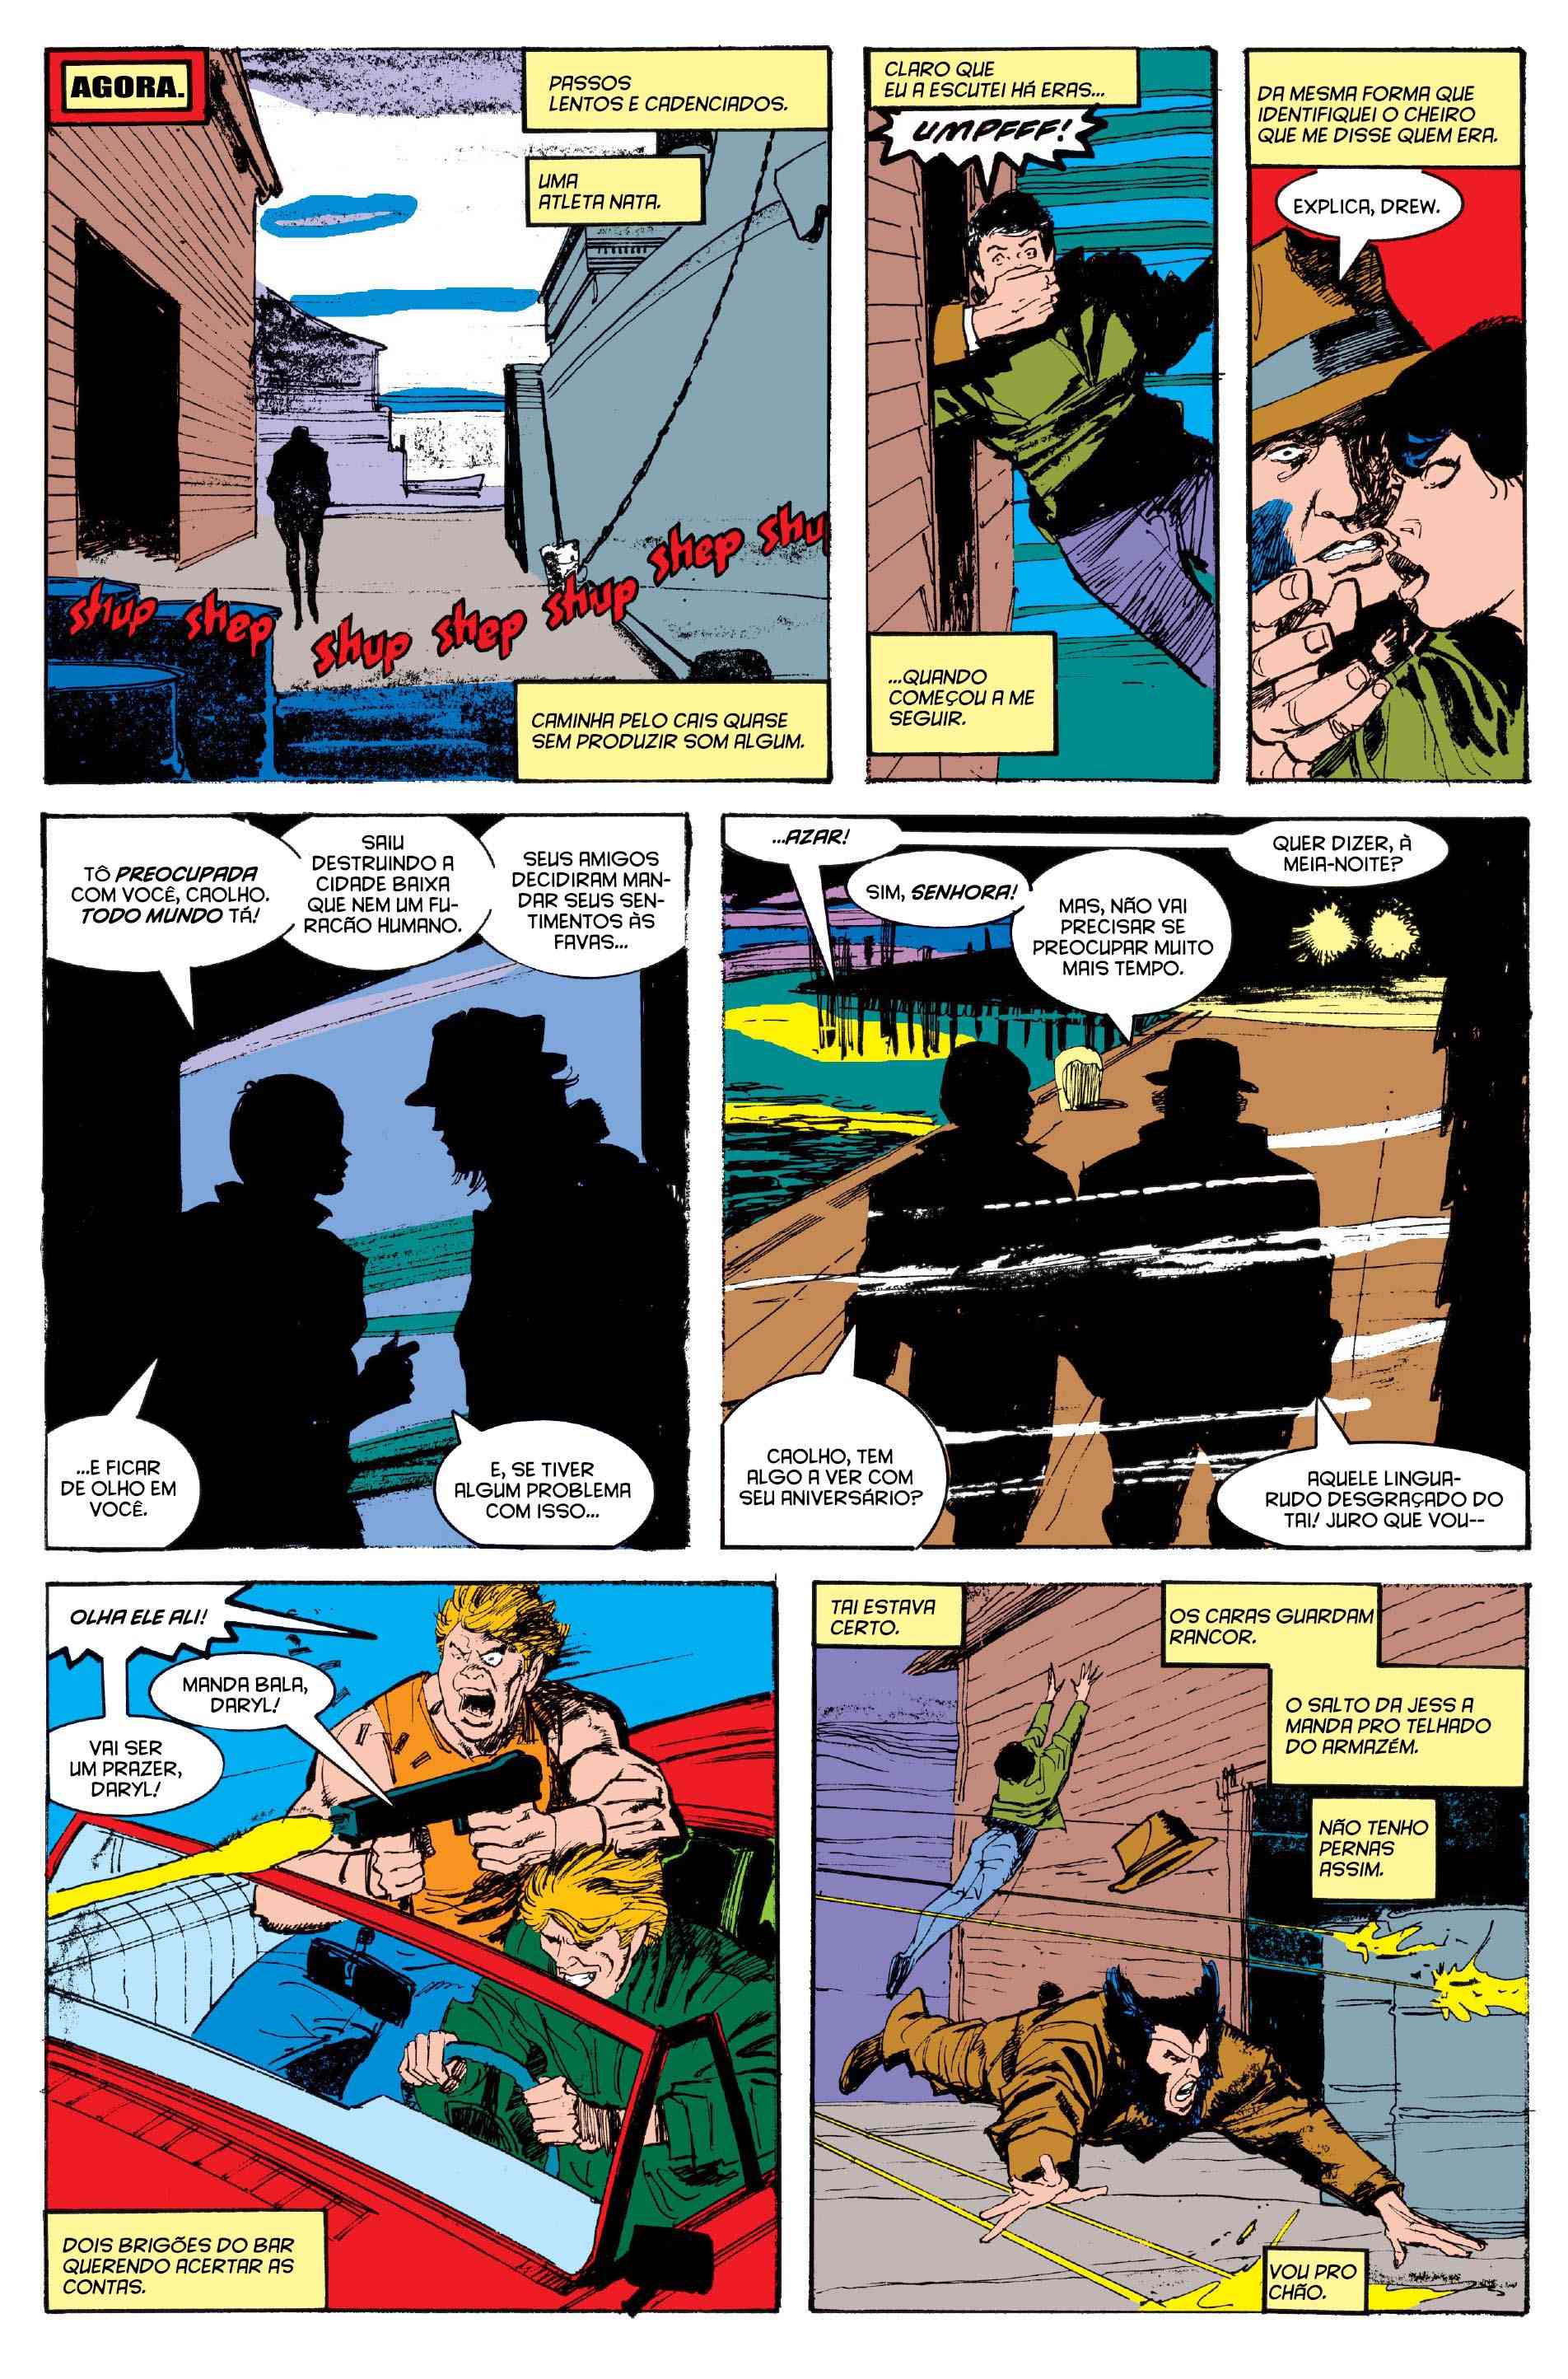 AGORA.
PASSOS
LENTOS E CADENCIADOS.
UMA
ATLETA NATA.
shup shep shup shep shup shep shu
CAMINHA PELO CAIS QUASE
SEM PRODUZIR SOM ALGUM.
CLARO QUE
EU A ESCUTEI HÁ ERAS...
UMPFFF!
...QUANDO
COMEÇOU A ME
SEGUIR.
DA MESMA FORMA QUE
IDENTIFIQUEI O CHEIRO
QUE ME DISSE QUEM ERA.
EXPLICA, DREW.
TÔ PREOCUPADA
COM VOCÊ, CAOLHO.
TODO MUNDO TÁ!
SAIU
DESTRUINDO A
CIDADE BAIXA
QUE NEM UM FU-
RACÃO HUMANO.
SEUS AMIGOS
DECIDIRAM MAN-
DAR SEUS SEN-
TIMENTOS ÀS
FAVAS...
...E FICAR
DE OLHO EM
VOCÊ.
E, SE TIVER
ALGUM PROBLEMA
COM ISSO...
...AZAR!
SIM, SENHORA!
MAS, NÃO VAI
PRECISAR SE
PREOCUPAR MUITO
MAIS TEMPO.
QUER DIZER, À
MEIA-NOITE?
CAOLHO, TEM
ALGO A VER COM
SEU ANIVERSÁRIO?
AQUELE LINGUA-
RUDO DESGRAÇADO DO
TAI! JURO QUE VOU--
OLHA ELE ALI!
MANDA BALA,
DARYL!
VAI SER
UM PRAZER,
DARYL!
DOIS BRIGÕES DO BAR
QUERENDO ACERTAR AS
CONTAS.
TAI ESTAVA
CERTO.
OS CARAS GUARDAM
RANCOR.
O SALTO DA JESS A
MANDA PRO TELHADO
DO ARMAZÉM.
NÃO TENHO
PERNAS
ASSIM.
VOU PRO
CHÃO.